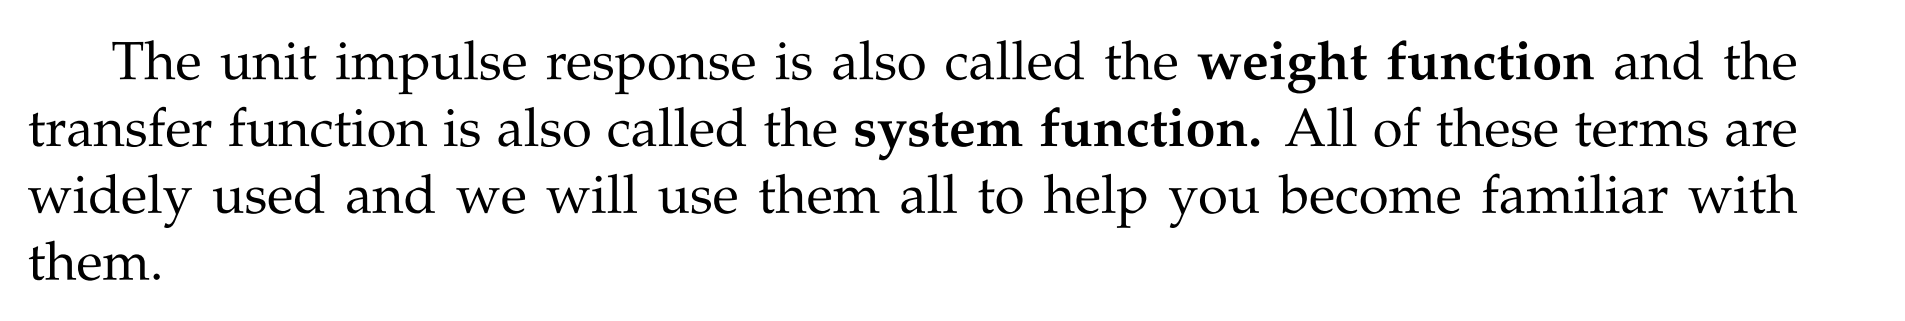 The unit impulse response is also called the weight function and the
transfer function is also called the system function. All of these terms are
widely used and we will use them all to help you become familiar with
them.